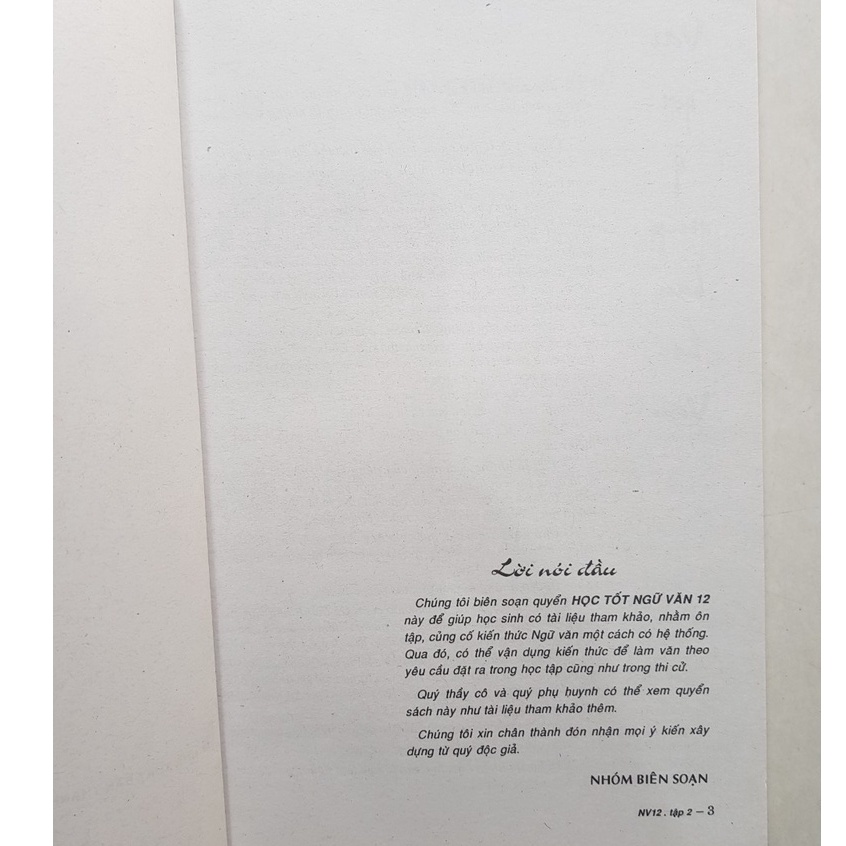 Lời nói đầu
Chúng tôi biên soạn quyển HỌC TỐT NGỮ VĂN 12
này để giúp học sinh có tài liệu tham khảo, nhằm ôn
tập, củng cố kiến thức Ngữ văn một cách có hệ thống.
Qua đó, có thể vận dụng kiến thức để làm văn theo
yêu cầu đặt ra trong học tập cũng như trong thi cử.
Quý thầy cô và quý phụ huynh có thể xem quyển
sách này như tài liệu tham khảo thêm.
Chúng tôi xin chân thành đón nhận mọi ý kiến xây
dựng từ quý độc giả.
NHÓM BIÊN SOẠN
NV12 . tập 2 – 3